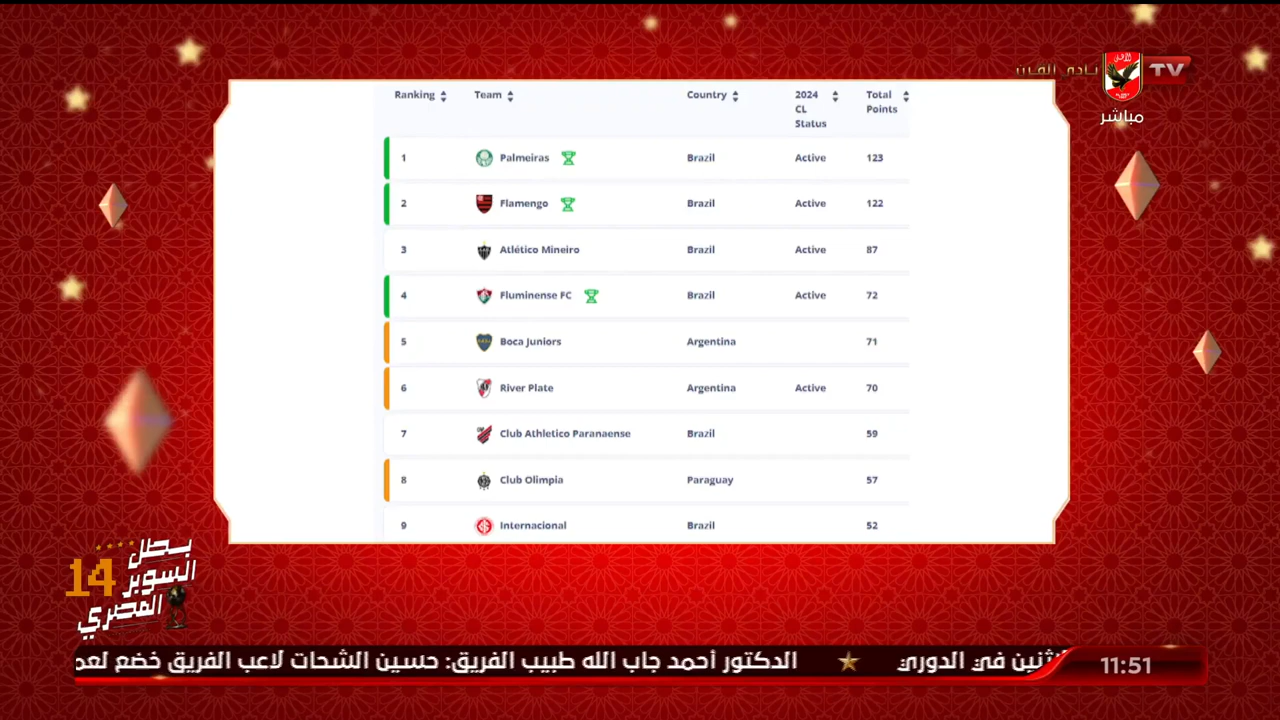 نادي القرن
TV
مباشر
Ranking Team Country 2024 CL Status Total Points
1 Palmeiras Brazil Active 123
2 Flamengo Brazil Active 122
3 Atlético Mineiro Brazil Active 87
4 Fluminense FC Brazil Active 72
5 Boca Juniors Argentina 71
6 River Plate Argentina Active 70
7 Club Athletico Paranaense Brazil 59
8 Club Olimpia Paraguay 57
9 Internacional Brazil 52
بطل
السوبر 14
المصري
في الدوري ★ الدكتور أحمد جاب الله طبيب الفريق: حسين الشحات لاعب الفريق خضع
11:51